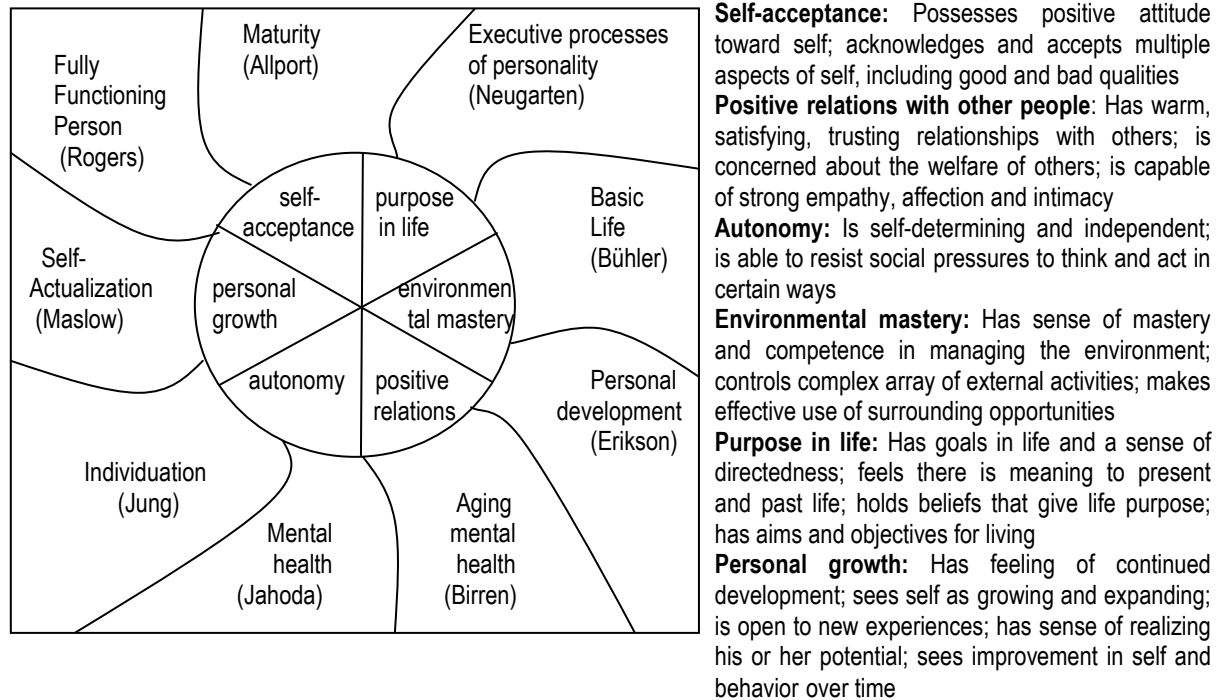 Maturity
(Allport)
Executive processes
of personality
(Neugarten)
Fully
Functioning
Person
(Rogers)
Basic
Life
(Bühler)
Self-
Actualization
(Maslow)
Personal
development
(Erikson)
Individuation
(Jung)
Mental
health
(Jahoda)
Aging
mental
health
(Birren)
self-
acceptance
purpose
in life
personal
growth
environmen
tal mastery
autonomy
positive
relations
Self-acceptance: Possesses positive attitude
toward self; acknowledges and accepts multiple
aspects of self, including good and bad qualities
Positive relations with other people: Has warm,
satisfying, trusting relationships with others; is
concerned about the welfare of others; is capable
of strong empathy, affection and intimacy
Autonomy: Is self-determining and independent;
is able to resist social pressures to think and act in
certain ways
Environmental mastery: Has sense of mastery
and competence in managing the environment;
controls complex array of external activities; makes
effective use of surrounding opportunities
Purpose in life: Has goals in life and a sense of
directedness; feels there is meaning to present
and past life; holds beliefs that give life purpose;
has aims and objectives for living
Personal growth: Has feeling of continued
development; sees self as growing and expanding;
is open to new experiences; has sense of realizing
his or her potential; sees improvement in self and
behavior over time